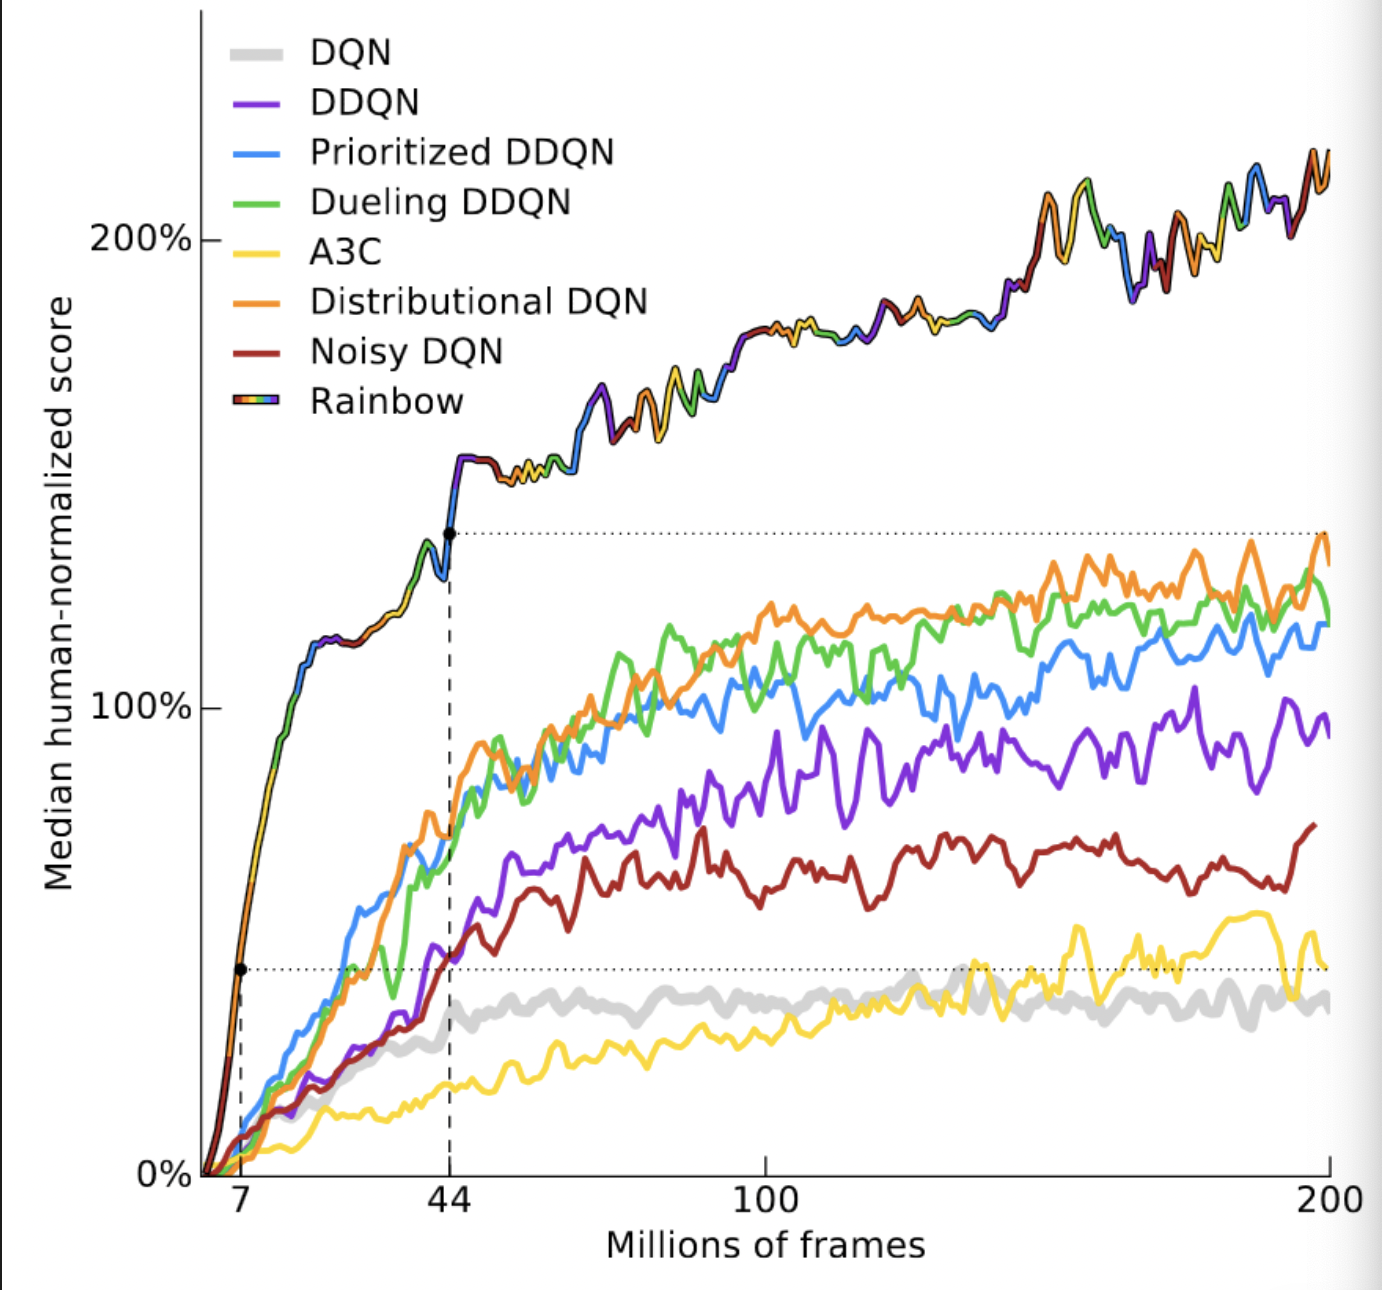 DQN
DDQN
Prioritized DDQN
Dueling DDQN
A3C
Distributional DQN
Noisy DQN
Rainbow
200%
100%
0%
Median human-normalized score
7 44 100 200
Millions of frames